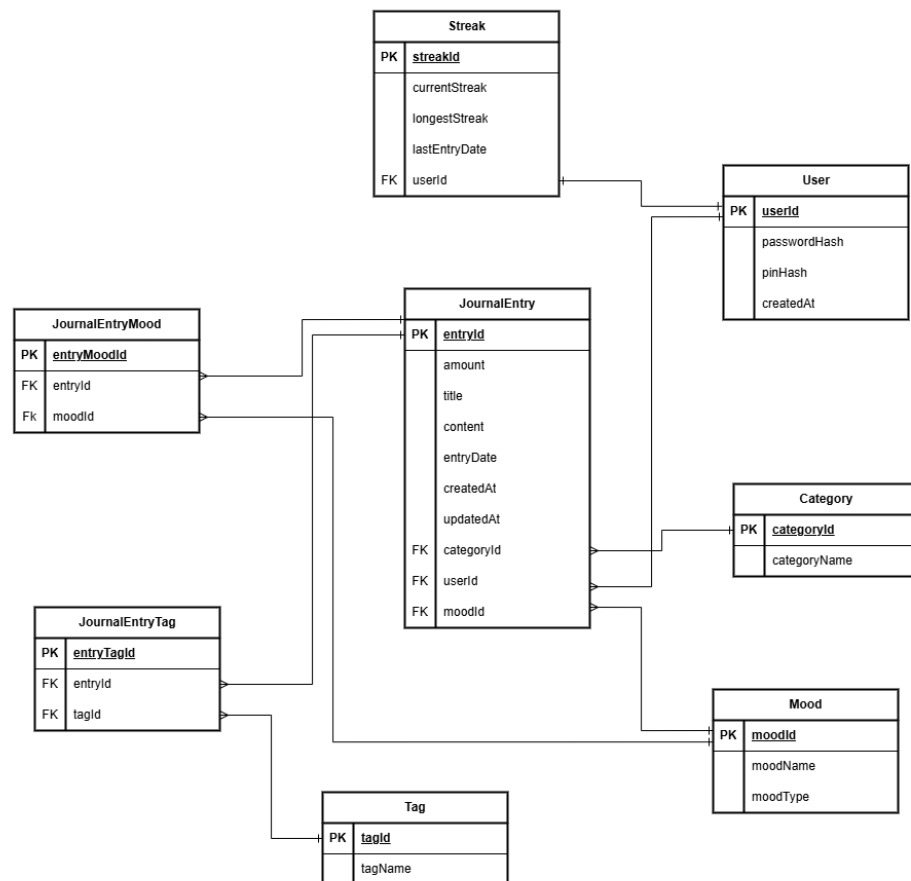 Streak
PK streakId
currentStreak
longestStreak
lastEntryDate
FK userId
User
PK userId
passwordHash
pinHash
createdAt
JournalEntryMood
PK entryMoodId
FK entryId
Fk moodId
JournalEntry
PK entryId
amount
title
content
entryDate
createdAt
updatedAt
FK categoryId
FK userId
FK moodId
Category
PK categoryId
categoryName
JournalEntryTag
PK entryTagId
FK entryId
FK tagId
Mood
PK moodId
moodName
moodType
Tag
PK tagId
tagName